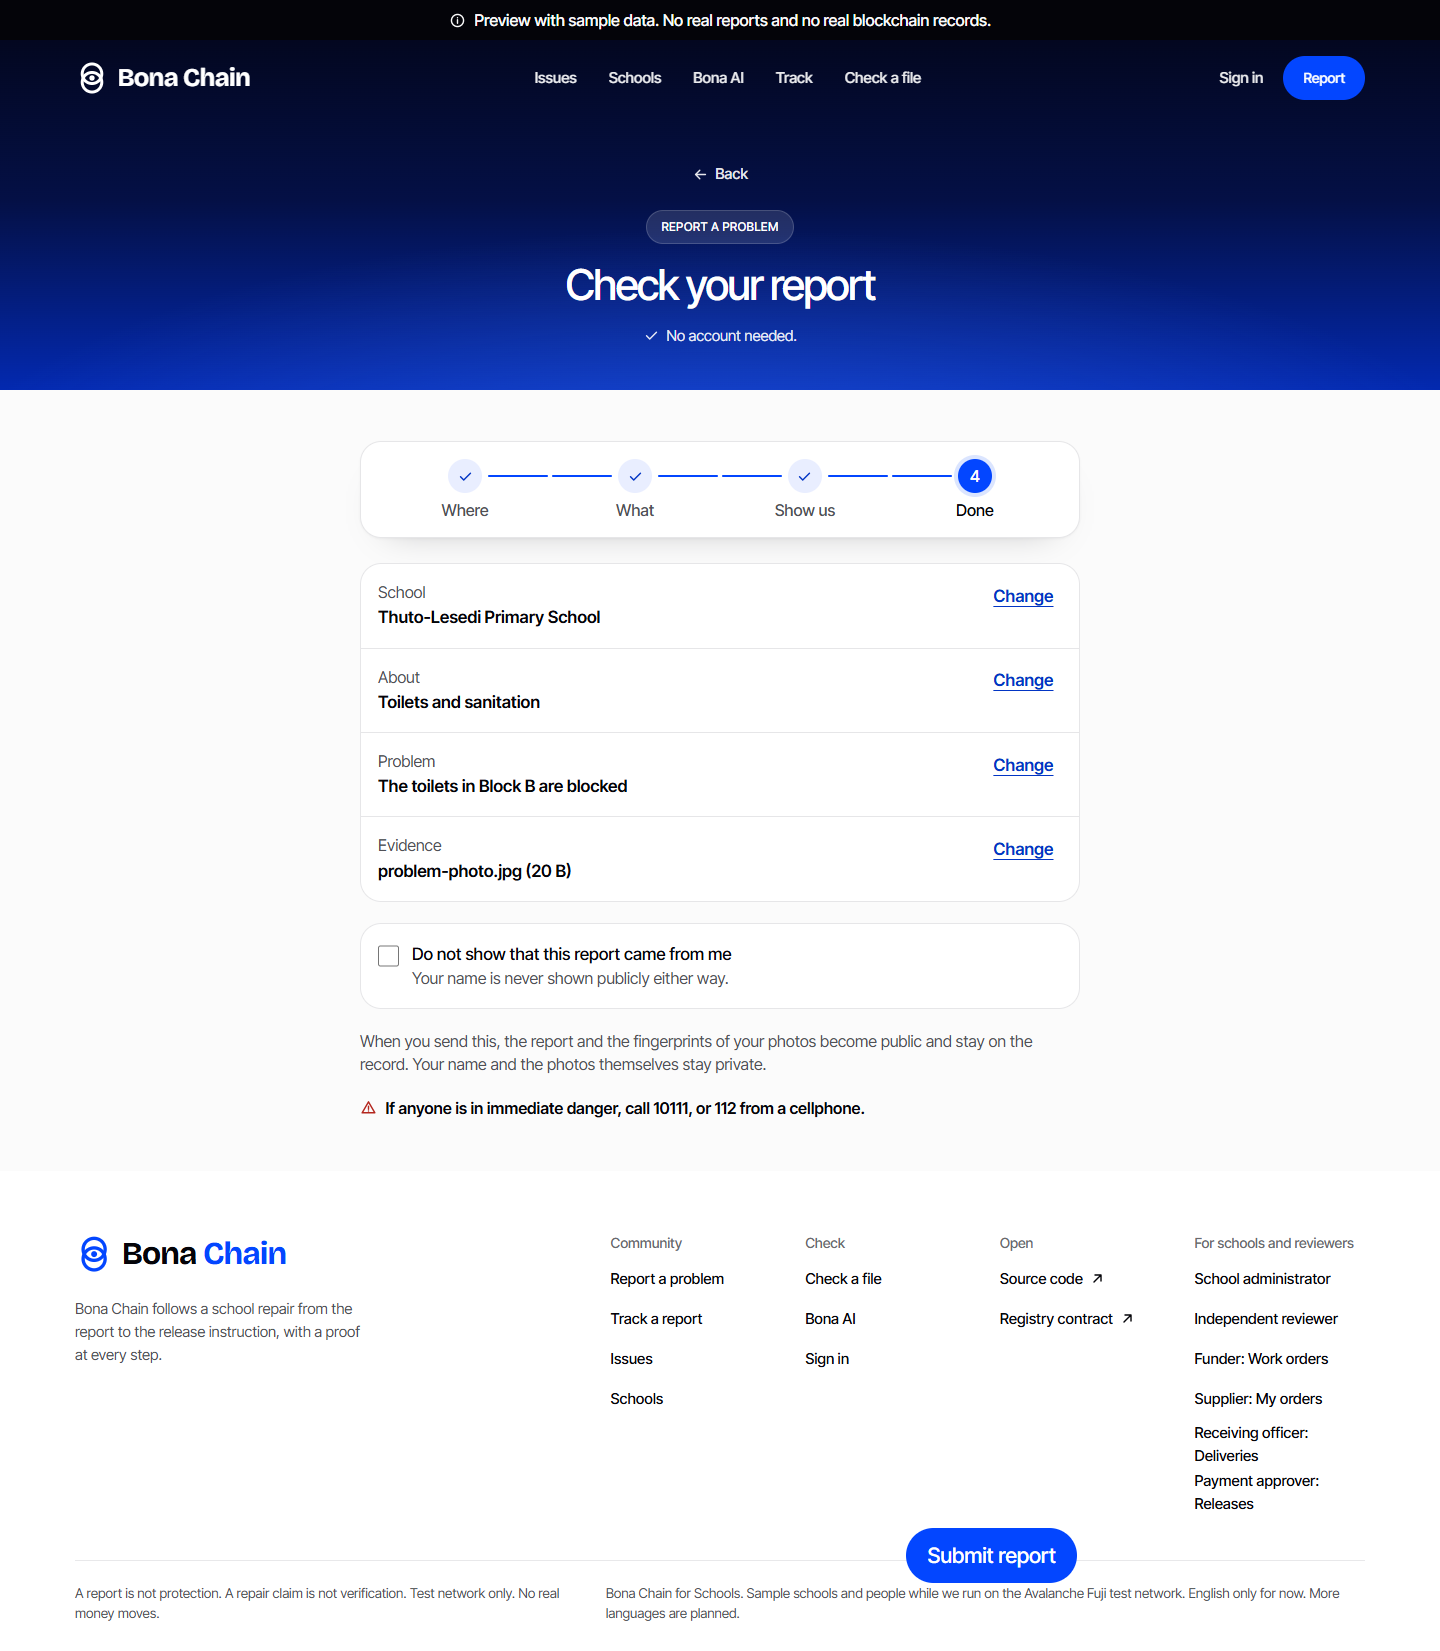 Preview with sample data. No real reports and no real blockchain records.
Bona Chain
Issues
Schools
Bona AI
Track
Check a file
Sign in
Report
Back
REPORT A PROBLEM
Check your report
No account needed.
4
Where
What
Show us
Done
School
Thuto-Lesedi Primary School
Change
About
Toilets and sanitation
Change
Problem
The toilets in Block B are blocked
Change
Evidence
problem-photo.jpg (20 B)
Change
Do not show that this report came from me
Your name is never shown publicly either way.
When you send this, the report and the fingerprints of your photos become public and stay on the
record. Your name and the photos themselves stay private.
If anyone is in immediate danger, call 10111, or 112 from a cellphone.
Bona Chain
Bona Chain follows a school repair from the
report to the release instruction, with a proof
at every step.
Community
Report a problem
Track a report
Issues
Schools
Check
Check a file
Bona AI
Sign in
Open
Source code
Registry contract
For schools and reviewers
School administrator
Independent reviewer
Funder: Work orders
Supplier: My orders
Receiving officer:
Deliveries
Payment approver:
Releases
Submit report
A report is not protection. A repair claim is not verification. Test network only. No real
money moves.
Bona Chain for Schools. Sample schools and people while we run on the Avalanche Fuji test network. English only for now. More
languages are planned.